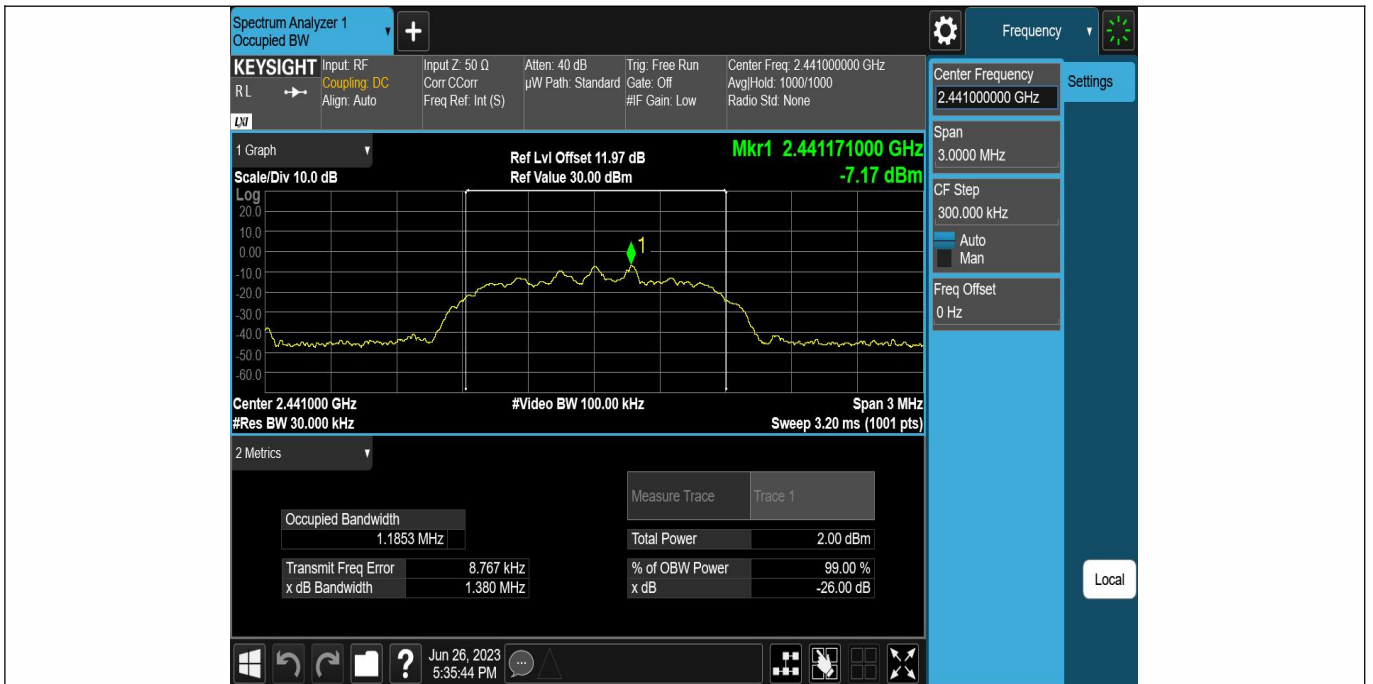 Spectrum Analyzer 1
Occupied BW
Frequency
KEYSIGHT
RL
LXI
Input: RF
Coupling: DC
Align: Auto
Input Z: 50 Ω
Corr CCorr
Freq Ref: Int (S)
Atten: 40 dB
µW Path: Standard
Trig: Free Run
Gate: Off
#IF Gain: Low
Center Freq: 2.441000000 GHz
Avg|Hold: 1000/1000
Radio Std: None
Center Frequency
2.441000000 GHz
Settings
Span
3.0000 MHz
CF Step
300.000 kHz
Auto
Man
Freq Offset
0 Hz
Local
1 Graph
Scale/Div 10.0 dB
Ref Lvl Offset 11.97 dB
Ref Value 30.00 dBm
Mkr1 2.441171000 GHz
-7.17 dBm
Log
20.0
10.0
0.00
-10.0
-20.0
-30.0
-40.0
-50.0
-60.0
1
Center 2.441000 GHz
#Video BW 100.00 kHz
Span 3 MHz
#Res BW 30.000 kHz
Sweep 3.20 ms (1001 pts)
2 Metrics
Measure Trace
Trace 1
Occupied Bandwidth
1.1853 MHz
Total Power
2.00 dBm
Transmit Freq Error
8.767 kHz
% of OBW Power
99.00 %
x dB Bandwidth
1.380 MHz
x dB
-26.00 dB
?
Jun 26, 2023
5:35:44 PM